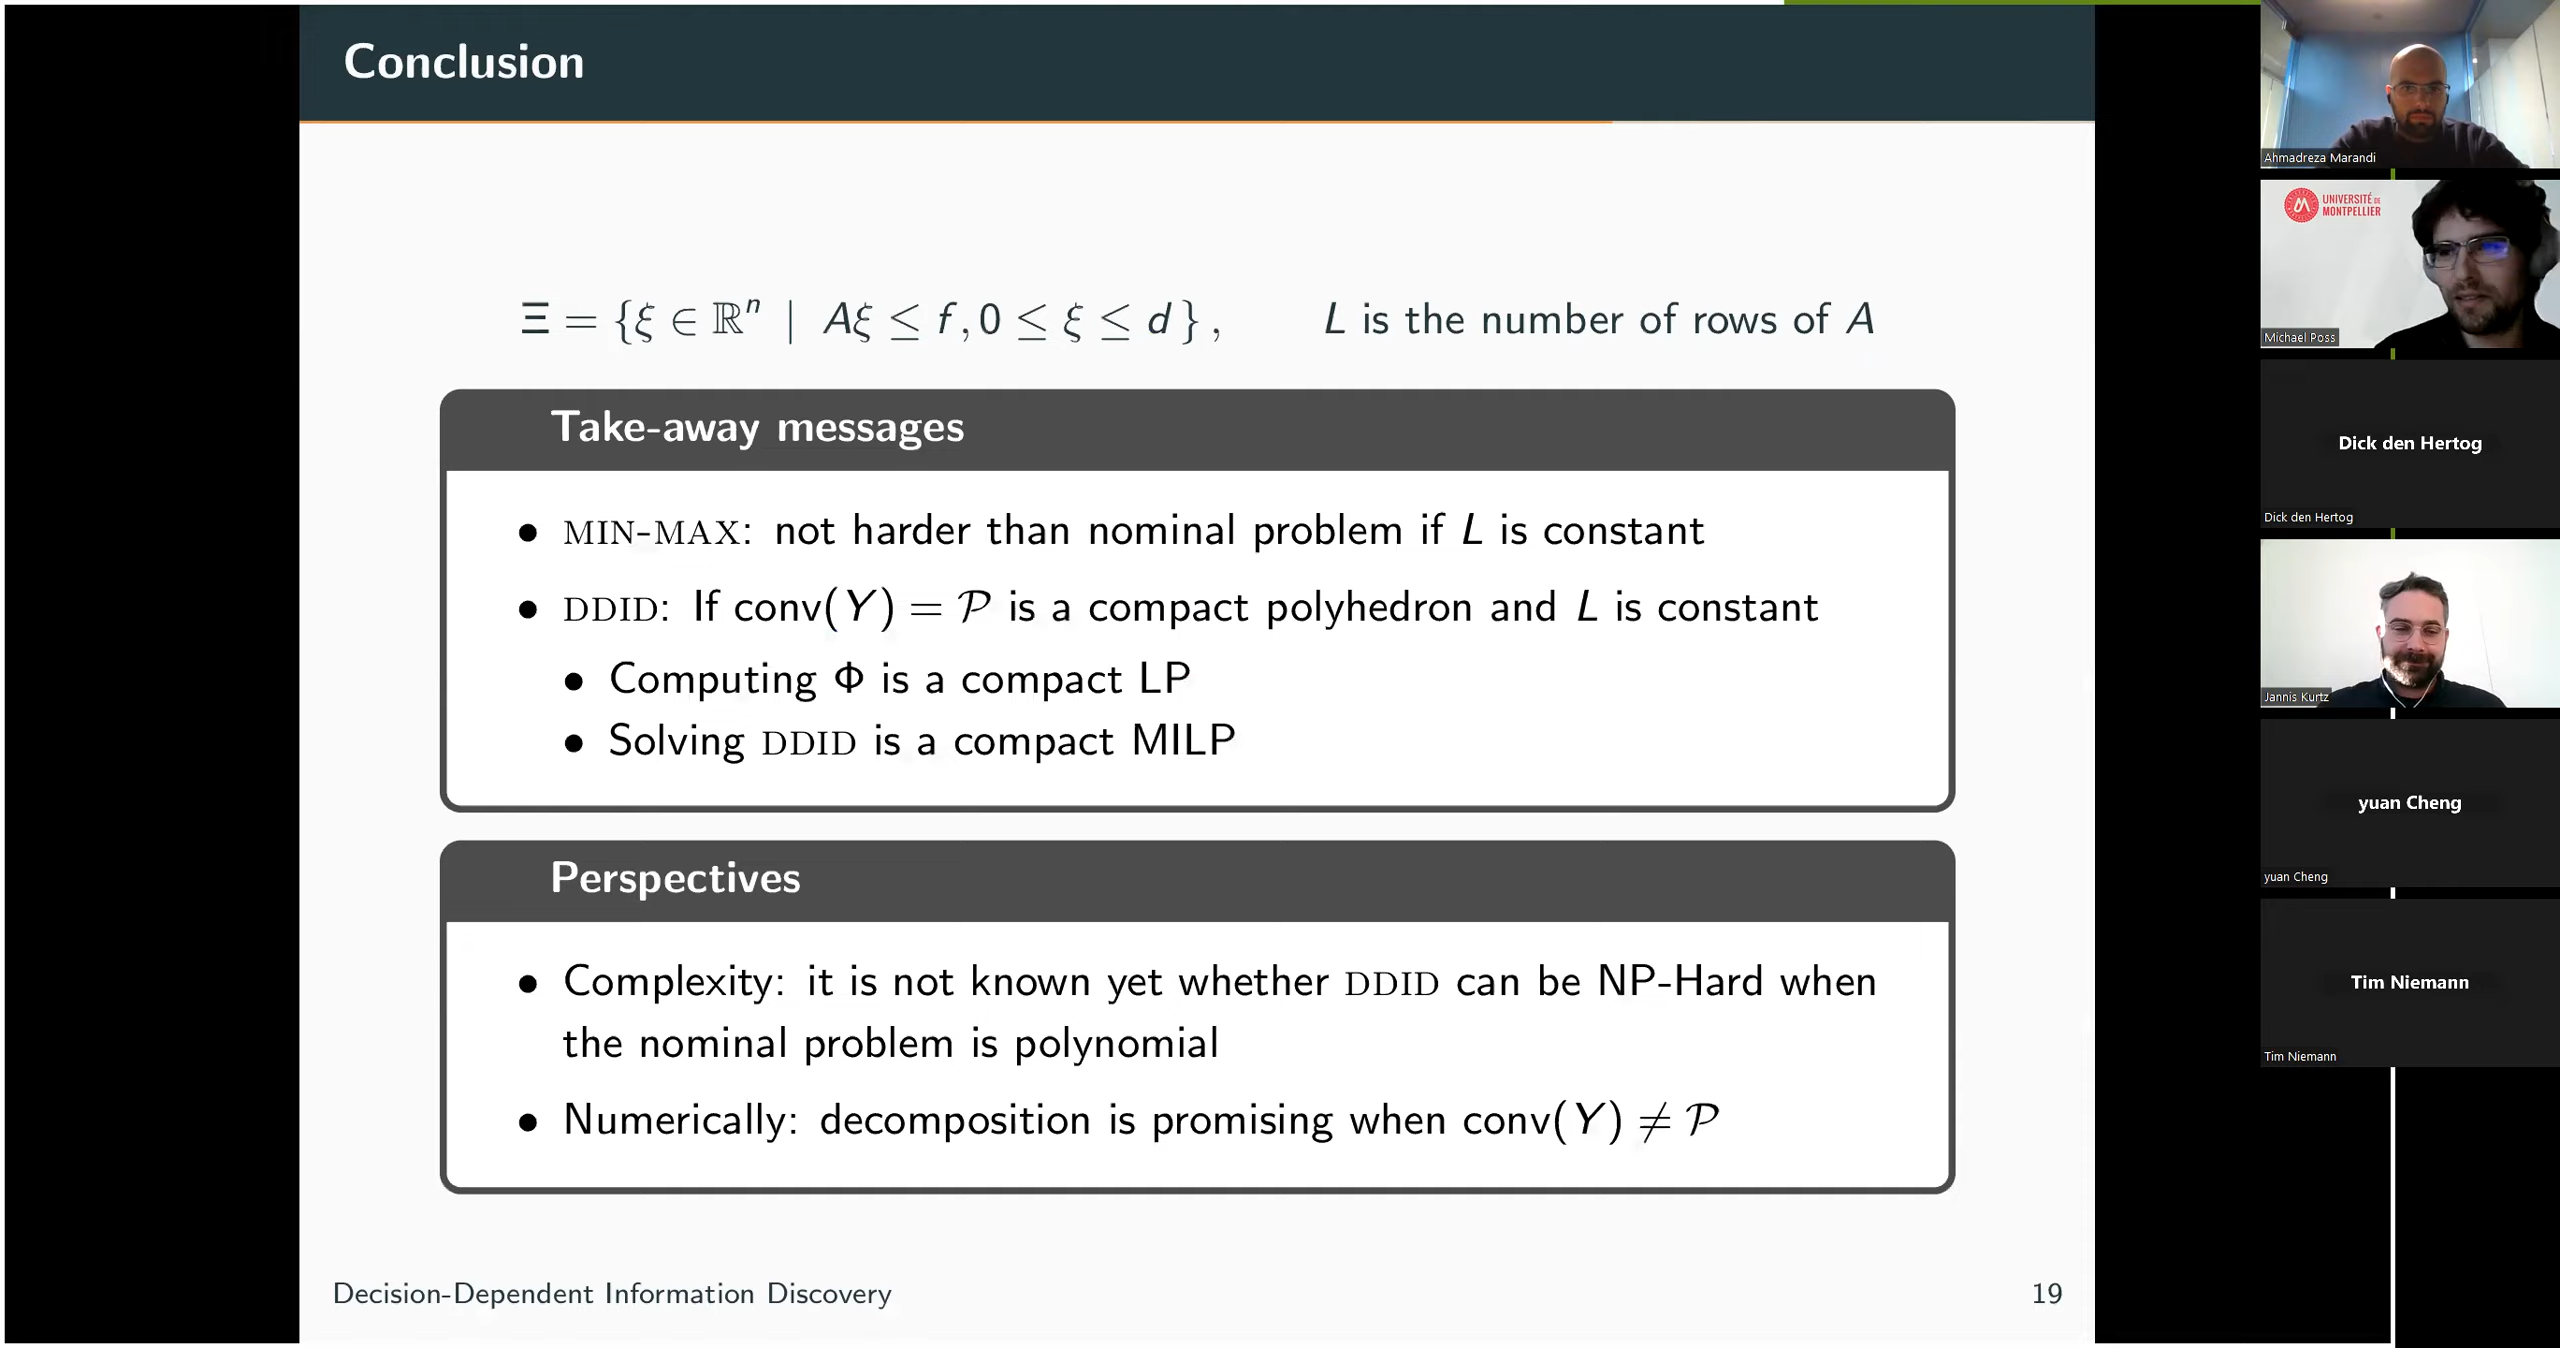 Conclusion
Ξ = {ξ ∈ ℝⁿ | Aξ ≤ f, 0 ≤ ξ ≤ d}, L is the number of rows of A
Take-away messages
• MIN-MAX: not harder than nominal problem if L is constant
• DDID: If conv(Y) = 𝒫 is a compact polyhedron and L is constant
• Computing Φ is a compact LP
• Solving DDID is a compact MILP
Perspectives
• Complexity: it is not known yet whether DDID can be NP-Hard when
the nominal problem is polynomial
• Numerically: decomposition is promising when conv(Y) ≠ 𝒫
Decision-Dependent Information Discovery
19
Ahmadreza Marandi
UNIVERSITÉ DE
MONTPELLIER
Michael Poss
Dick den Hertog
Dick den Hertog
Jannis Kurtz
yuan Cheng
yuan Cheng
Tim Niemann
Tim Niemann